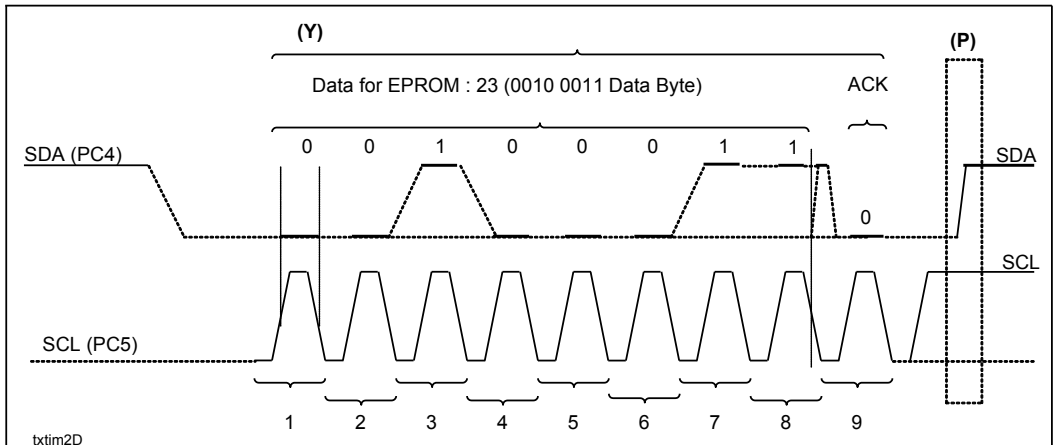 (Y)
(P)
Data for EPROM : 23 (0010 0011 Data Byte)
ACK
0 0 1 0 0 0 1 1
SDA (PC4)
SDA
0
SCL
SCL (PC5)
1 2 3 4 5 6 7 8 9
txtim2D